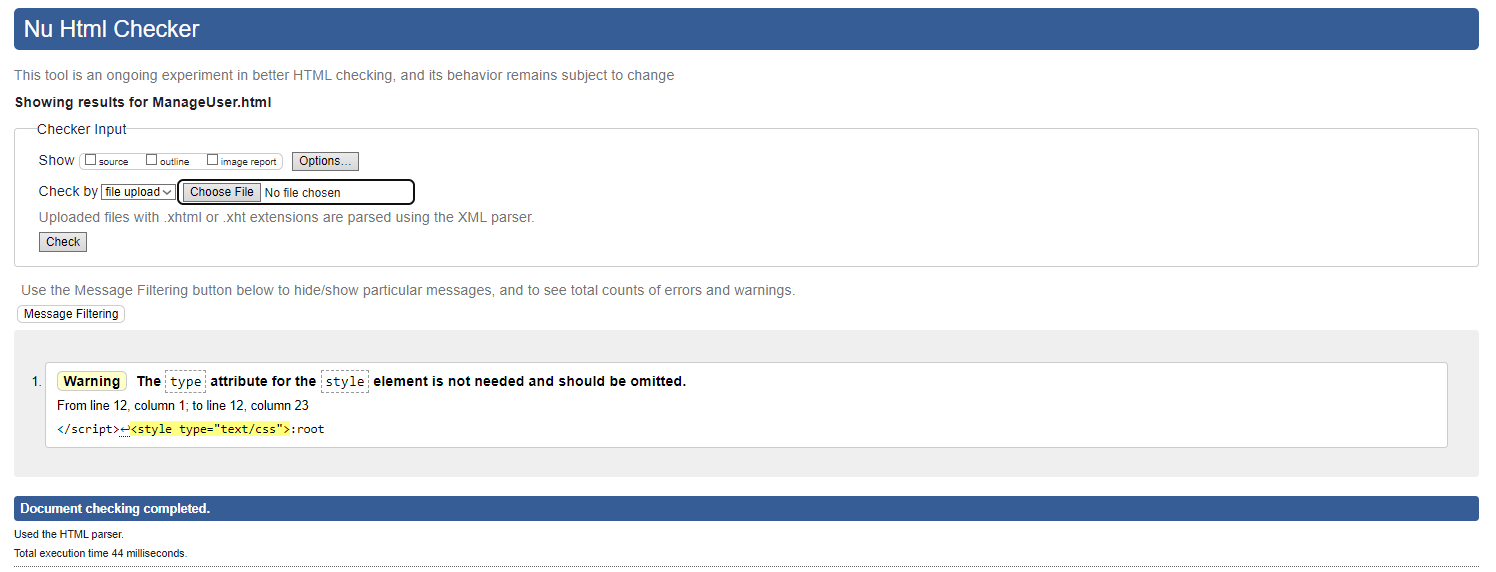 Nu Html Checker
This tool is an ongoing experiment in better HTML checking, and its behavior remains subject to change
Showing results for ManageUser.html
Checker Input
Show source outline image report Options...
Check by file upload Choose File No file chosen
Uploaded files with .xhtml or .xht extensions are parsed using the XML parser.
Check
Use the Message Filtering button below to hide/show particular messages, and to see total counts of errors and warnings.
Message Filtering
1. Warning The type attribute for the style element is not needed and should be omitted.
From line 12, column 1; to line 12, column 23
</script>↩<style type="text/css">:root
Document checking completed.
Used the HTML parser.
Total execution time 44 milliseconds.